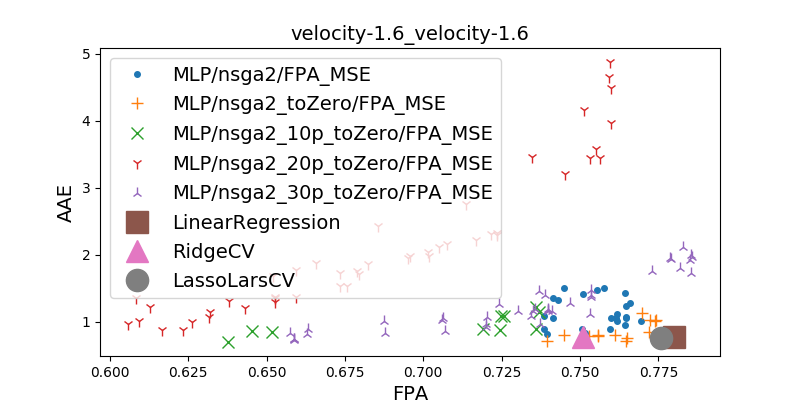 velocity-1.6_velocity-1.6
AAE
5
4
3
2
1
MLP/nsga2/FPA_MSE
MLP/nsga2_toZero/FPA_MSE
MLP/nsga2_10p_toZero/FPA_MSE
MLP/nsga2_20p_toZero/FPA_MSE
MLP/nsga2_30p_toZero/FPA_MSE
LinearRegression
RidgeCV
LassoLarsCV
0.600 0.625 0.650 0.675 0.700 0.725 0.750 0.775
FPA